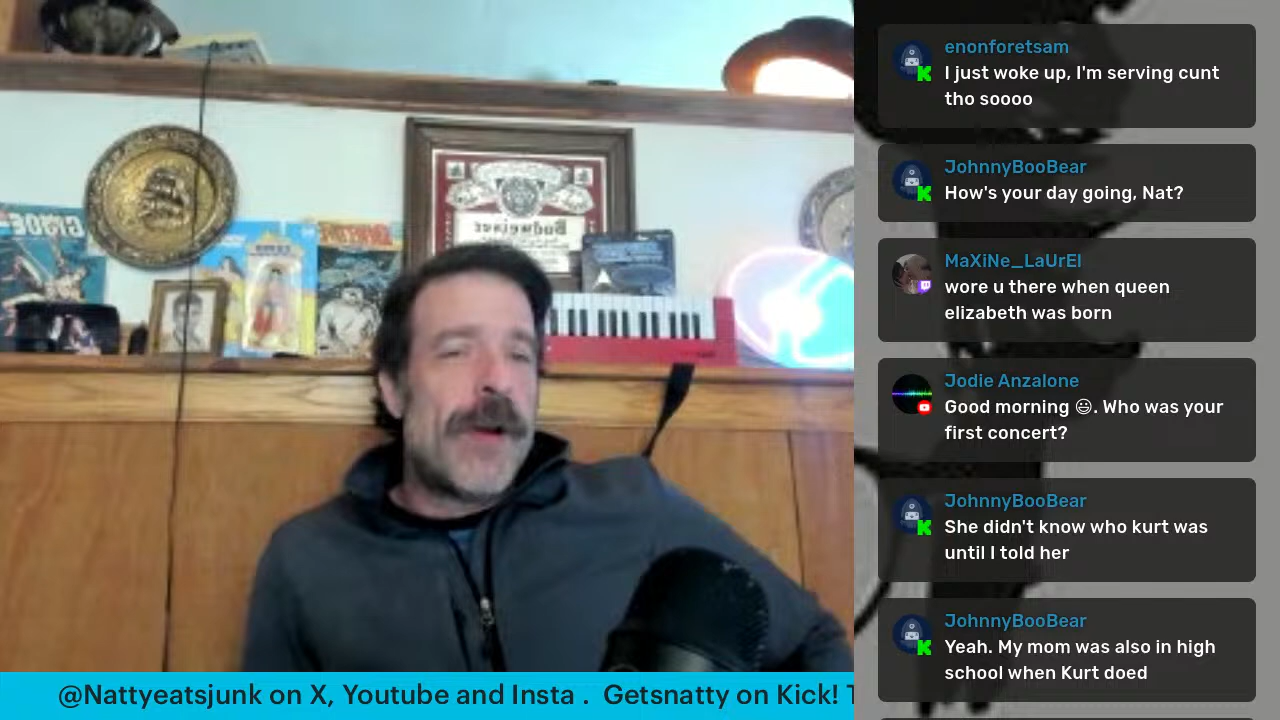 enonforetsam
I just woke up, I'm serving cunt
tho soooo
JohnnyBooBear
How's your day going, Nat?
MaXiNe_LaUrEl
wore u there when queen
elizabeth was born
Jodie Anzalone
Good morning 😃. Who was your
first concert?
JohnnyBooBear
She didn't know who kurt was
until I told her
JohnnyBooBear
Yeah. My mom was also in high
school when Kurt doed
GI JOE
Budweiser
@Nattyeatsjunk on X, Youtube and Insta . Getsnatty on Kick! T